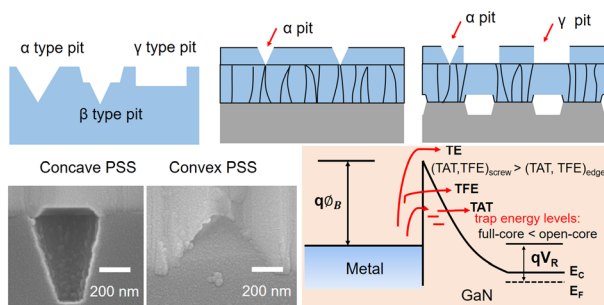 α type pit
γ type pit
β type pit
α pit
α pit
γ pit
Concave PSS
Convex PSS
200 nm
200 nm
TE
(TAT,TFE)screw > (TAT, TFE)edge
qØB
TFE
TAT
trap energy levels:
full-core < open-core
qVR
Metal
EC
EF
GaN